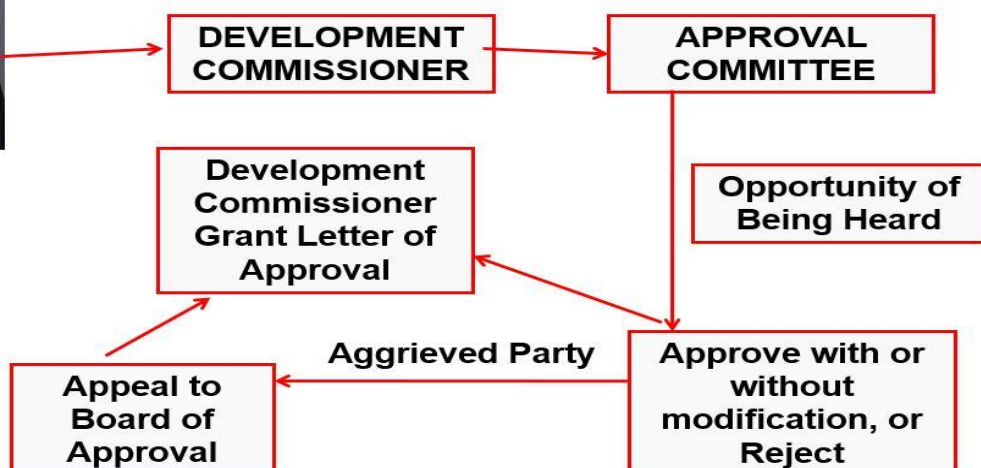 DEVELOPMENT
COMMISSIONER
APPROVAL
COMMITTEE
Development
Commissioner
Grant Letter of
Approval
Opportunity of
Being Heard
Aggrieved Party
Approve with or
without
modification, or
Reject
Appeal to
Board of
Approval